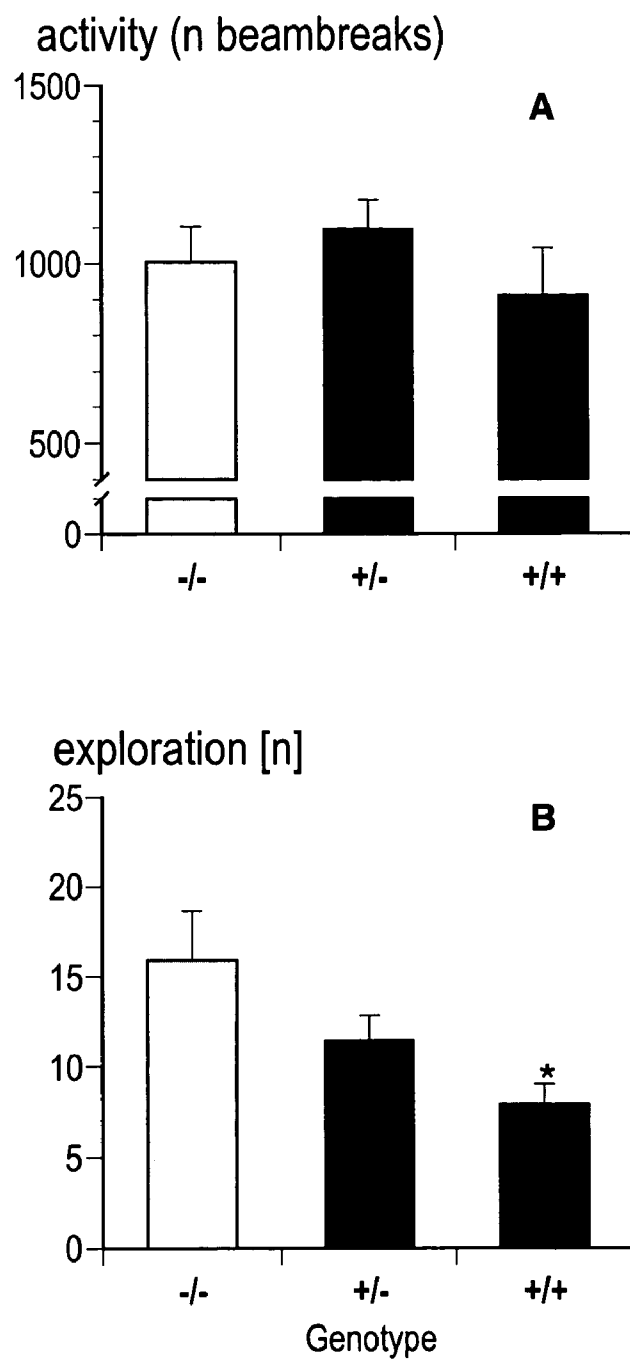 activity (n beambreaks)
A
1500
1000
500
0
-/- +/- +/+
exploration [n]
B
25
20
15
10
5
0
*
-/- +/- +/+
Genotype